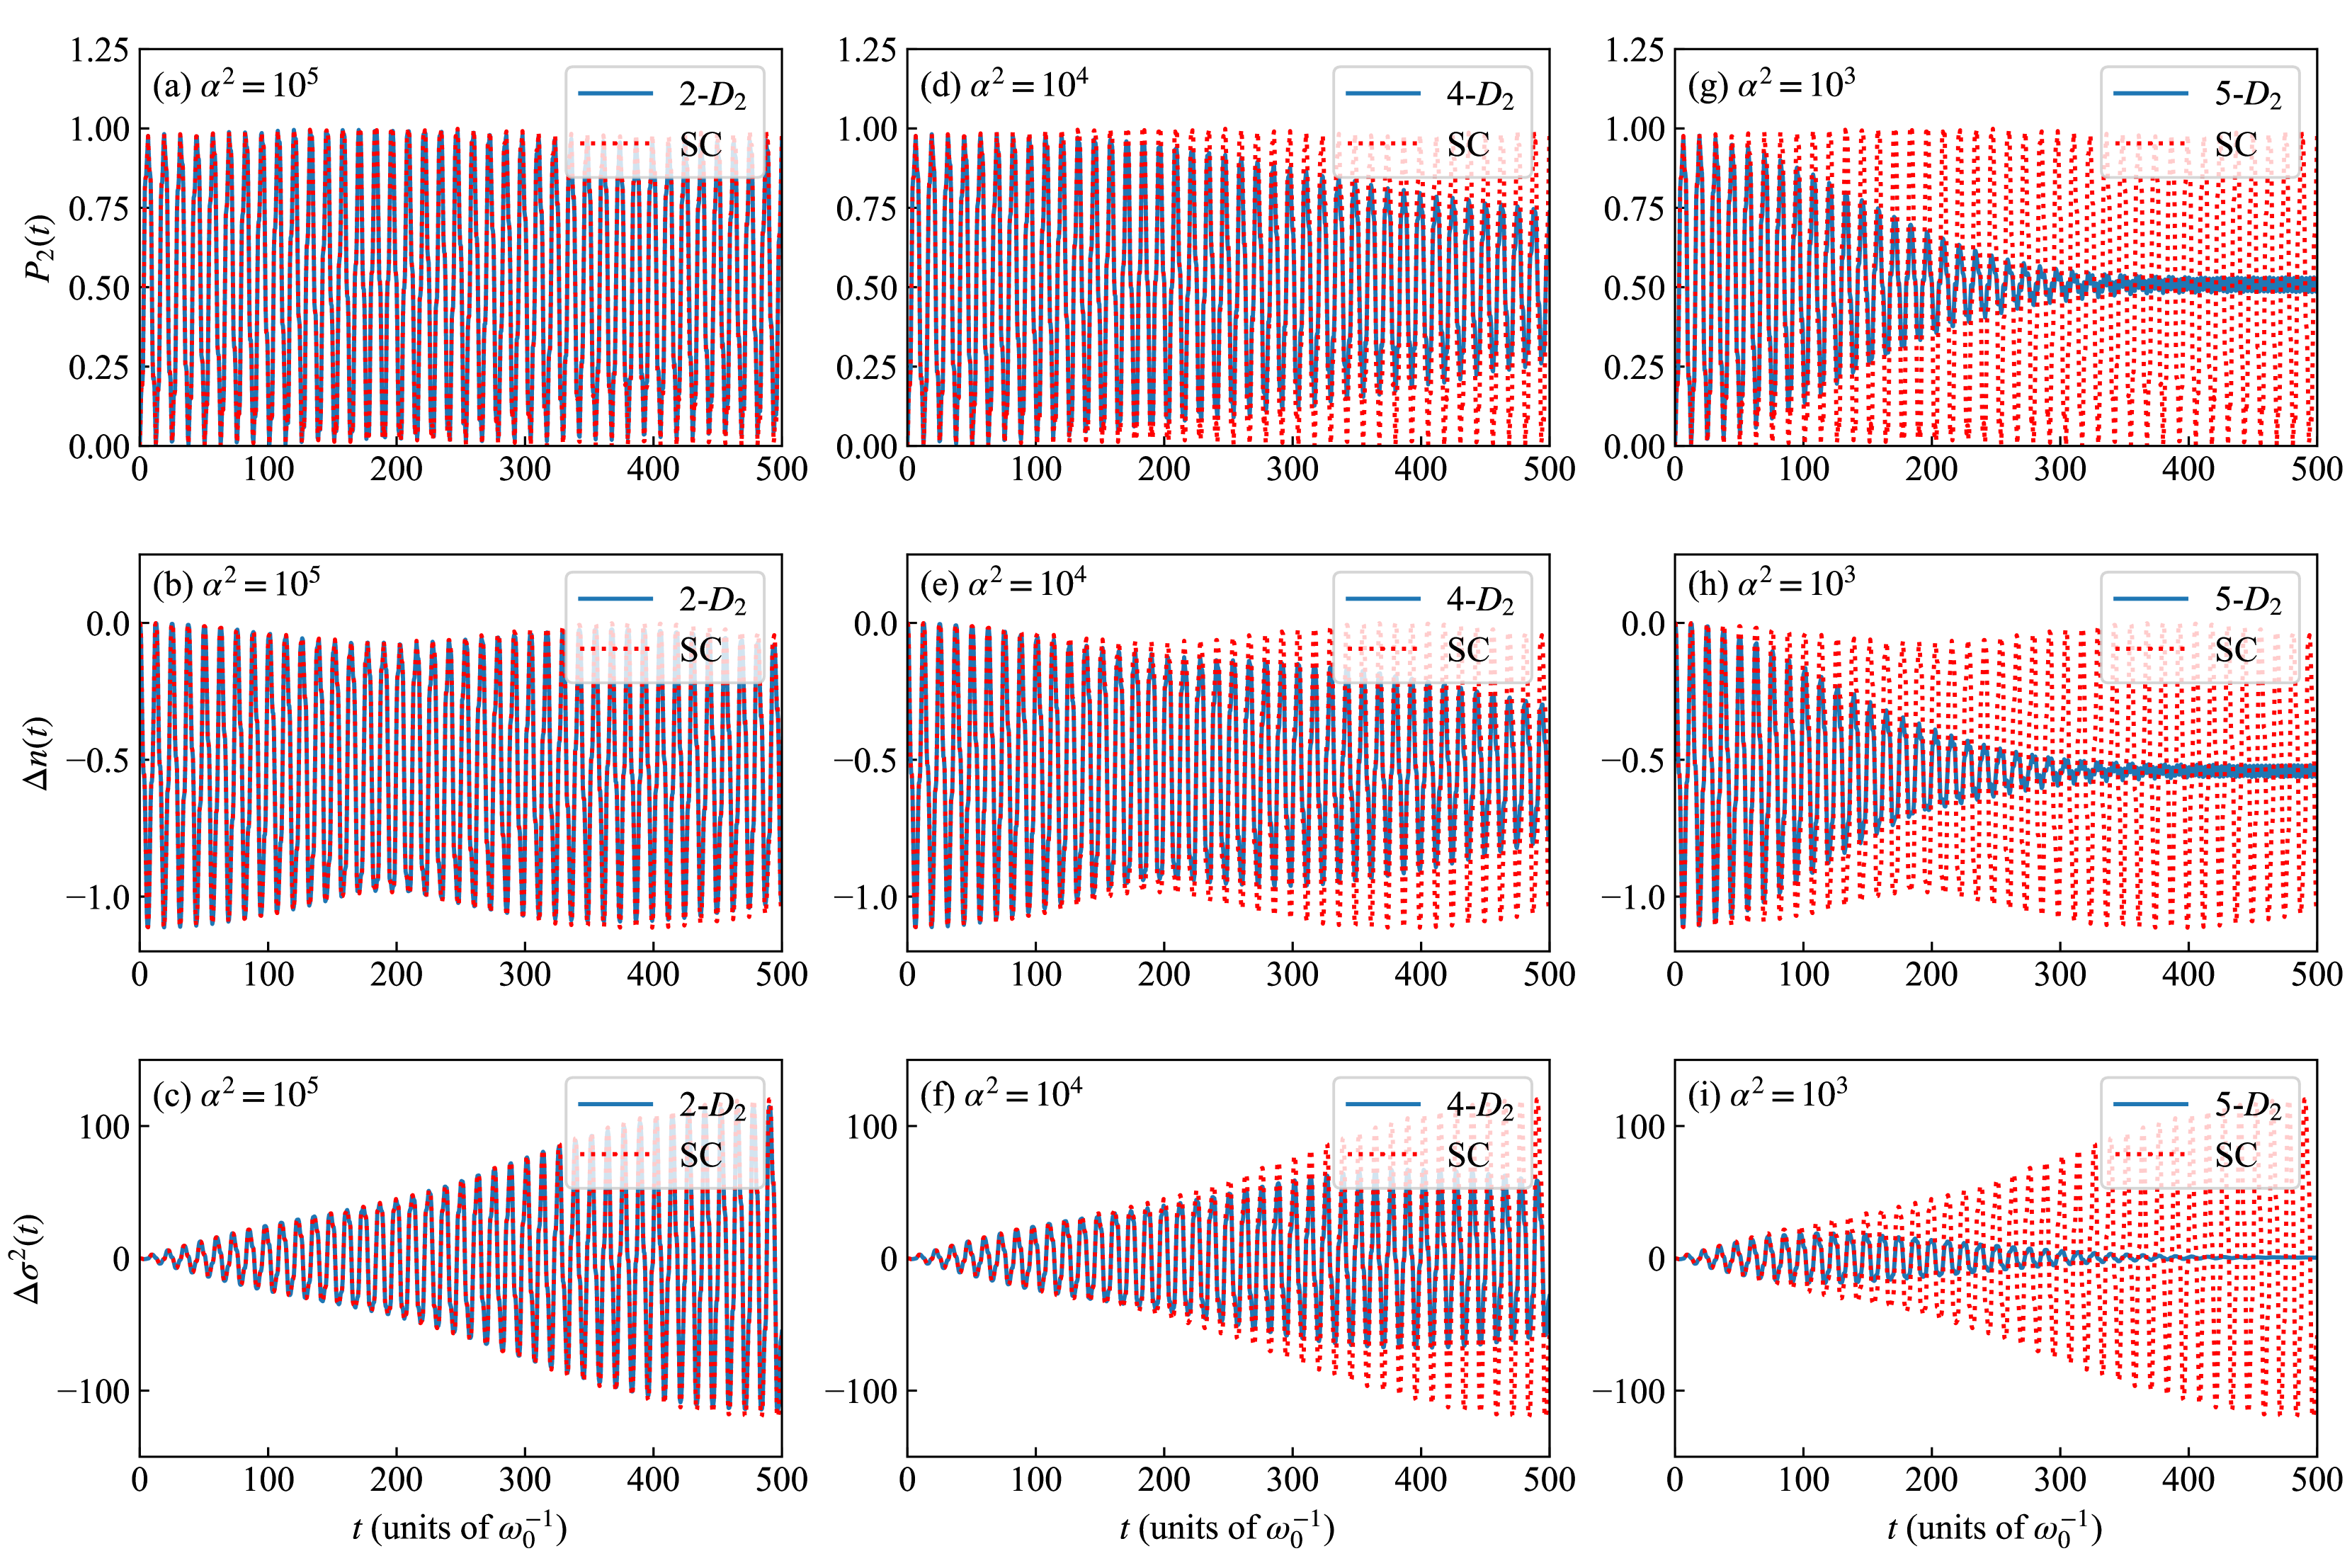 (a) α² = 10⁵
2-D₂
SC
P₂(t)
1.25
1.00
0.75
0.50
0.25
0.00
0 100 200 300 400 500
(d) α² = 10⁴
4-D₂
SC
1.25
1.00
0.75
0.50
0.25
0.00
0 100 200 300 400 500
(g) α² = 10³
5-D₂
SC
1.25
1.00
0.75
0.50
0.25
0.00
0 100 200 300 400 500
(b) α² = 10⁵
2-D₂
SC
Δn(t)
0.0
−0.5
−1.0
0 100 200 300 400 500
(e) α² = 10⁴
4-D₂
SC
0.0
−0.5
−1.0
0 100 200 300 400 500
(h) α² = 10³
5-D₂
SC
0.0
−0.5
−1.0
0 100 200 300 400 500
(c) α² = 10⁵
2-D₂
SC
Δσ²(t)
100
0
−100
0 100 200 300 400 500
t (units of ω₀⁻¹)
(f) α² = 10⁴
4-D₂
SC
100
0
−100
0 100 200 300 400 500
t (units of ω₀⁻¹)
(i) α² = 10³
5-D₂
SC
100
0
−100
0 100 200 300 400 500
t (units of ω₀⁻¹)